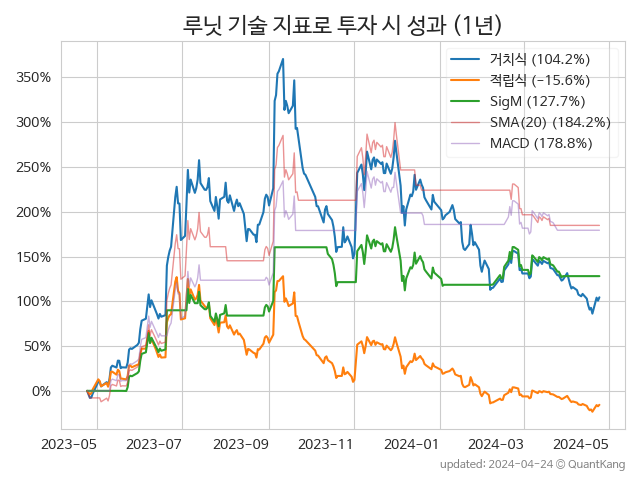 루닛 기술 지표로 투자 시 성과 (1년)
거치식 (104.2%)
적립식 (-15.6%)
SigM (127.7%)
SMA(20) (184.2%)
MACD (178.8%)
350%
300%
250%
200%
150%
100%
50%
0%
2023-05 2023-07 2023-09 2023-11 2024-01 2024-03 2024-05
updated: 2024-04-24 © QuantKang